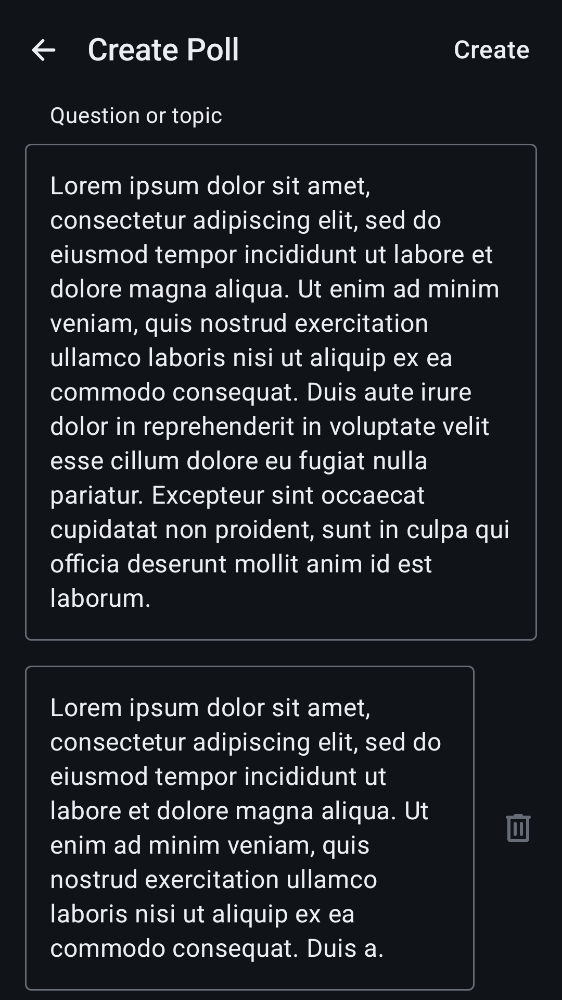 Create Poll
Create
Question or topic
Lorem ipsum dolor sit amet,
consectetur adipiscing elit, sed do
eiusmod tempor incididunt ut labore et
dolore magna aliqua. Ut enim ad minim
veniam, quis nostrud exercitation
ullamco laboris nisi ut aliquip ex ea
commodo consequat. Duis aute irure
dolor in reprehenderit in voluptate velit
esse cillum dolore eu fugiat nulla
pariatur. Excepteur sint occaecat
cupidatat non proident, sunt in culpa qui
officia deserunt mollit anim id est
laborum.
Lorem ipsum dolor sit amet,
consectetur adipiscing elit, sed do
eiusmod tempor incididunt ut
labore et dolore magna aliqua. Ut
enim ad minim veniam, quis
nostrud exercitation ullamco
laboris nisi ut aliquip ex ea
commodo consequat. Duis a.